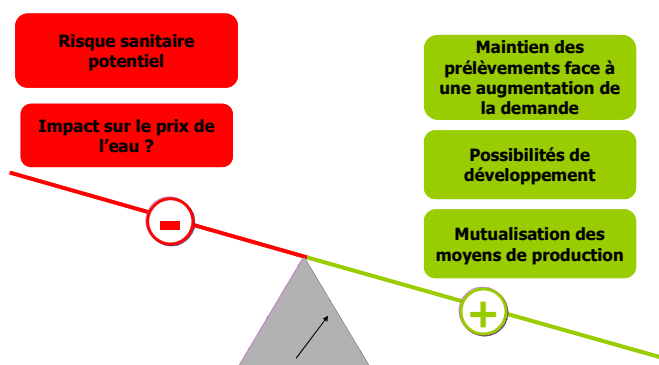 Risque sanitaire
potentiel
Impact sur le prix de
l'eau ?
-
Maintien des
prélèvements face à
une augmentation de
la demande
Possibilités de
développement
Mutualisation des
moyens de production
+